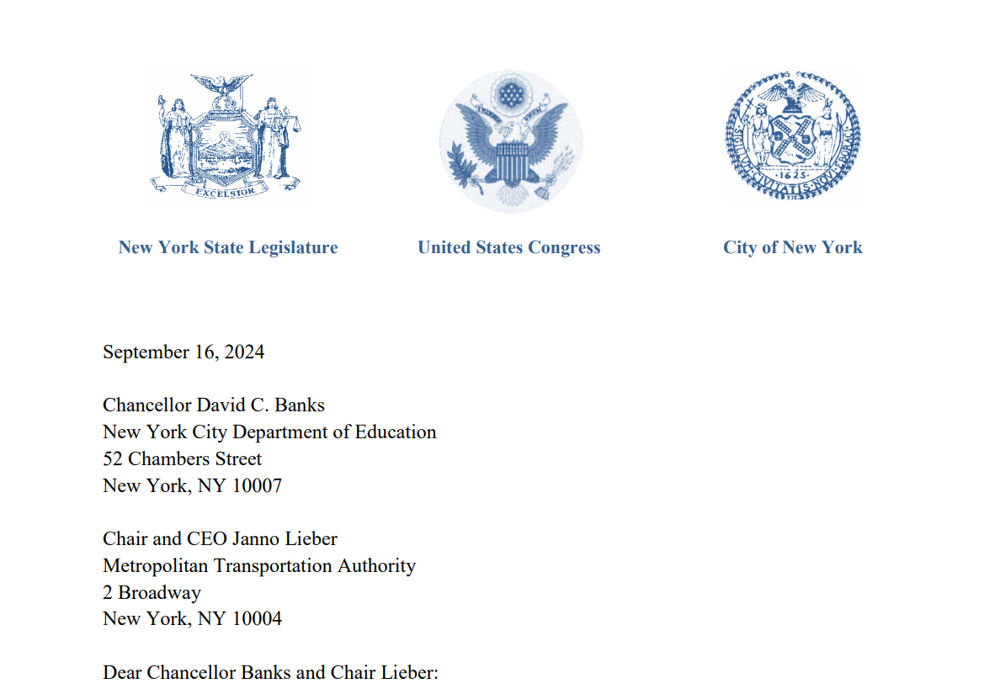 EXCELSIOR
SIGILLUM·CIVITATIS·NOVI·EBORACI
·1625·
New York State Legislature
United States Congress
City of New York
September 16, 2024
Chancellor David C. Banks
New York City Department of Education
52 Chambers Street
New York, NY 10007
Chair and CEO Janno Lieber
Metropolitan Transportation Authority
2 Broadway
New York, NY 10004
Dear Chancellor Banks and Chair Lieber: